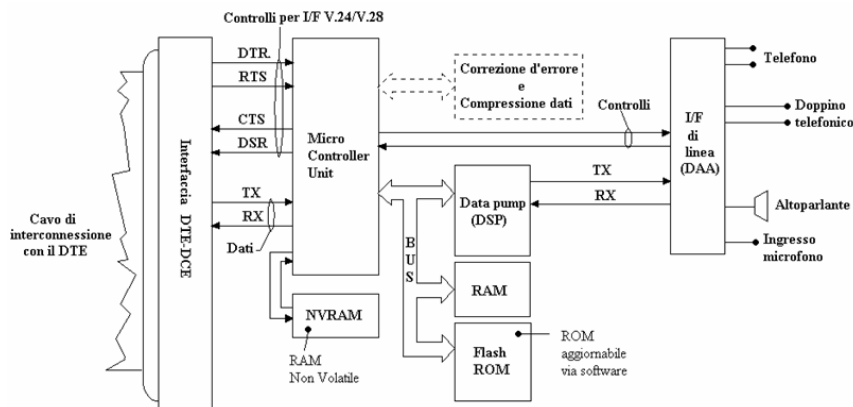 Controlli per I/F V.24/V.28
DTR.
RTS
CTS
DSR
TX
RX
Dati
Cavo di
interconnessione
con il DTE
Interfaccia DTE-DCE
Micro
Controller
Unit
NVRAM
RAM
Non Volatile
Correzione d'errore
e
Compressione dati
Controlli
TX
RX
Data pump
(DSP)
BUS
RAM
Flash
ROM
ROM
aggiornabile
via software
I/F
di
linea
(DAA)
Telefono
Doppino
telefonico
Altoparlante
Ingresso
microfono